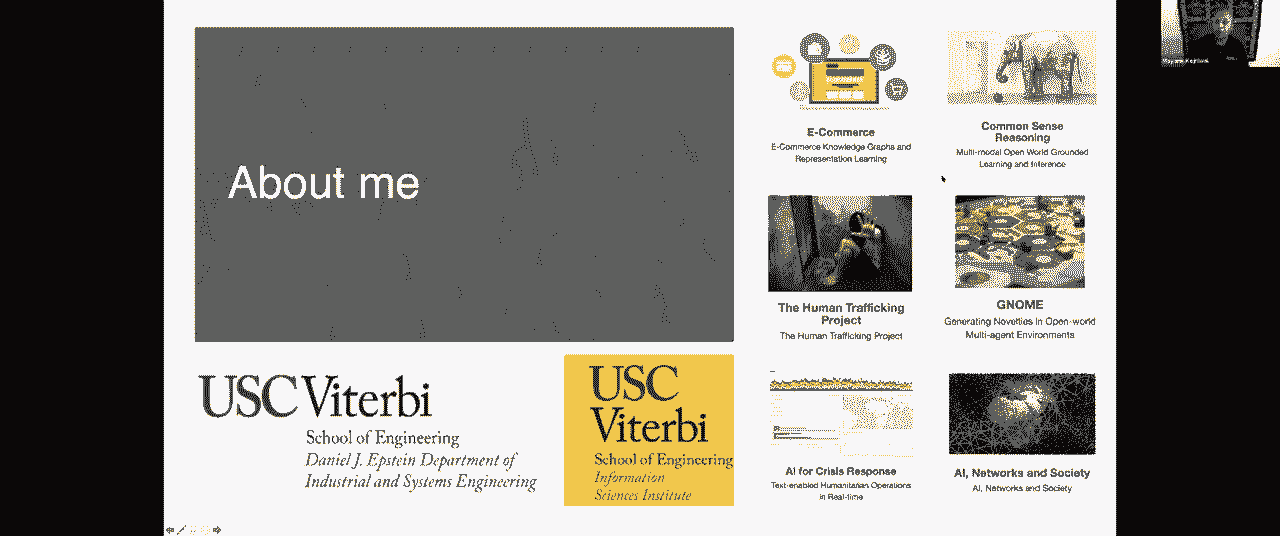 About me
USC Viterbi
School of Engineering
Daniel J. Epstein Department of
Industrial and Systems Engineering
USC
Viterbi
School of Engineering
Information
Sciences Institute
E-Commerce
E-Commerce Knowledge Graphs and
Representation Learning
Common Sense
Reasoning
Multi-modal Open World Grounded
Learning and Inference
The Human Trafficking
Project
The Human Trafficking Project
GNOME
Generating Novelties in Open-world
Multi-agent Environments
AI for Crisis Response
Text-enabled Humanitarian Operations
in Real-time
AI, Networks and Society
AI, Networks and Society